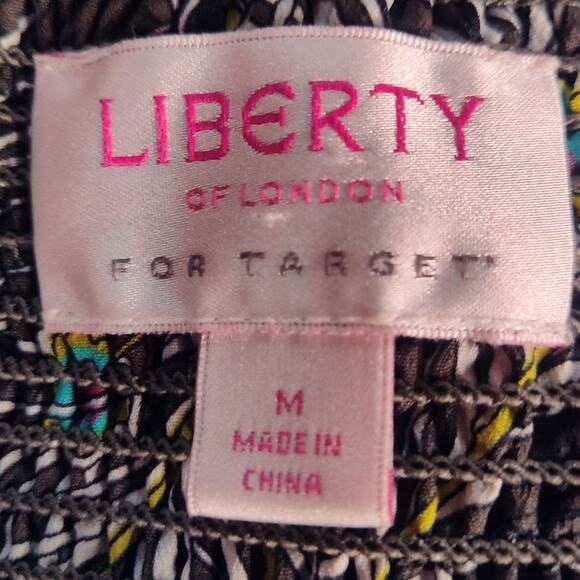 LIBERTY
OF LONDON
FOR TARGET
M
MADE IN
CHINA